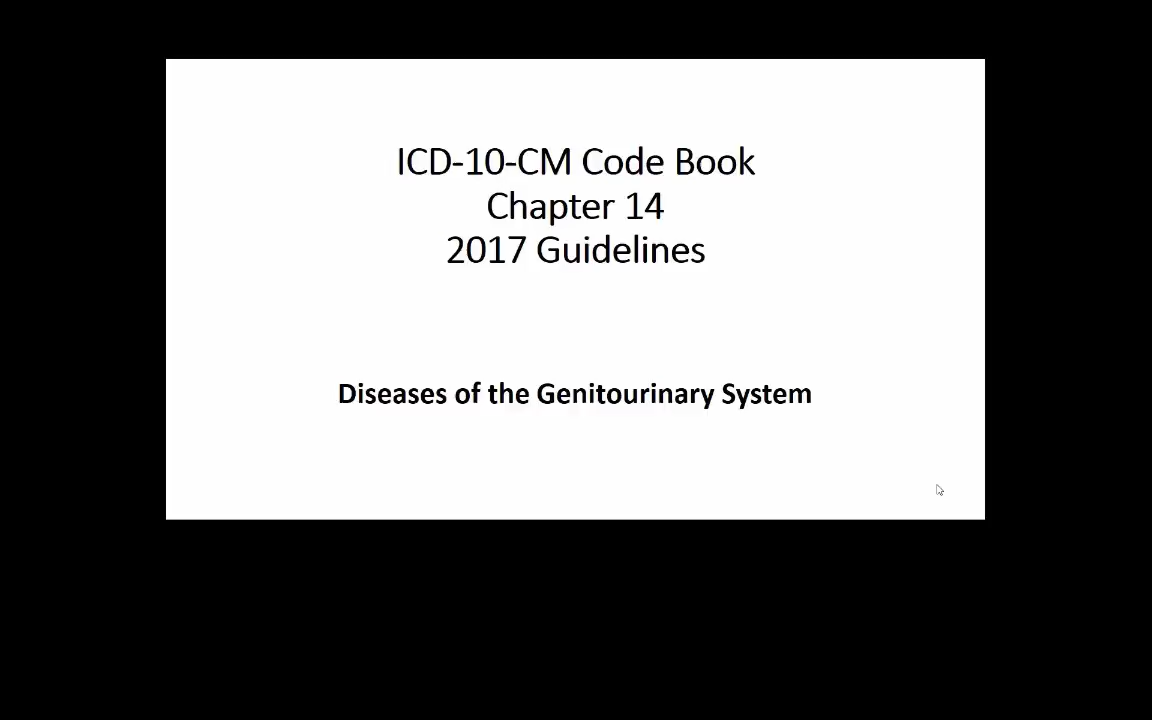 ICD-10-CM Code Book
Chapter 14
2017 Guidelines
Diseases of the Genitourinary System